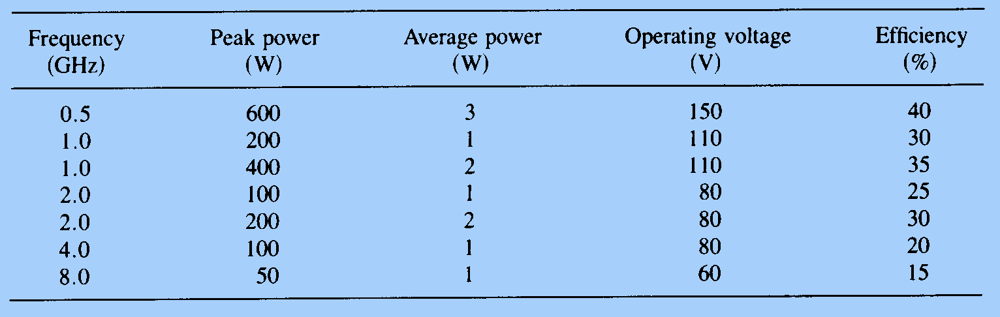 Frequency Peak power Average power Operating voltage Efficiency
(GHz) (W) (W) (V) (%)
0.5 600 3 150 40
1.0 200 1 110 30
1.0 400 2 110 35
2.0 100 1 80 25
2.0 200 2 80 30
4.0 100 1 80 20
8.0 50 1 60 15